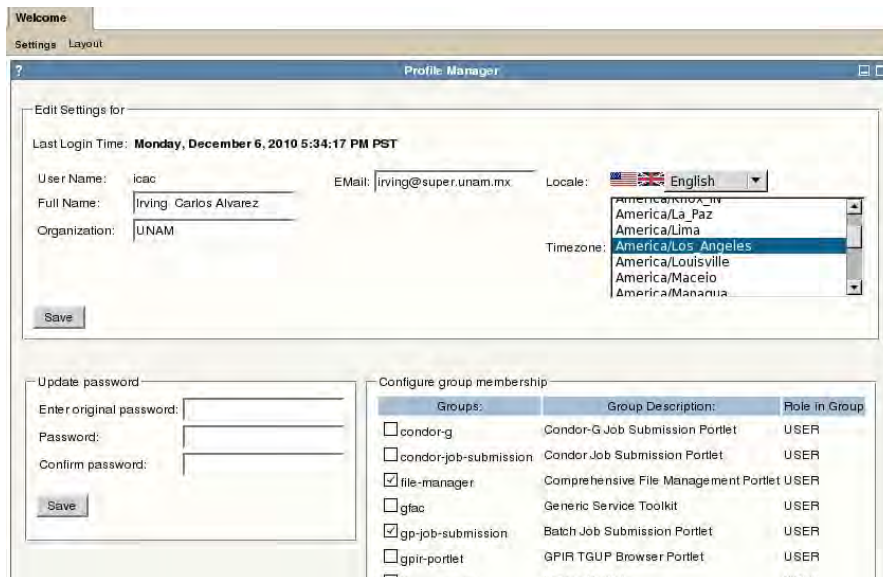 Welcome
Settings Layout
? Profile Manager
Edit Settings for
Last Login Time: Monday, December 6, 2010 5:34:17 PM PST
User Name: icac
EMail: irving@super.unam.mx
Locale: English
Full Name: Irving Carlos Alvarez
Organization: UNAM
Timezone:
America/Knox_IN
America/La_Paz
America/Lima
America/Los_Angeles
America/Louisville
America/Maceio
America/Managua
Save
Update password
Enter original password:
Password:
Confirm password:
Save
Configure group membership
Groups: Group Description: Role in Group
condor-g Condor-G Job Submission Portlet USER
condor-job-submission Condor Job Submission Portlet USER
file-manager Comprehensive File Management Portlet USER
gfac Generic Service Toolkit USER
gp-job-submission Batch Job Submission Portlet USER
gpir-portlet GPIR TGUP Browser Portlet USER